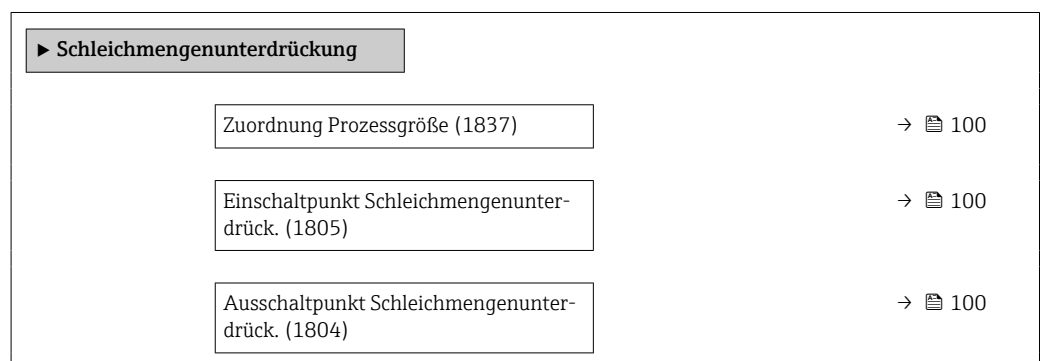 ▶ Schleichmengenunterdrückung
Zuordnung Prozessgröße (1837) → 100
Einschaltpunkt Schleichmengenunter-
drück. (1805) → 100
Ausschaltpunkt Schleichmengenunter-
drück. (1804) → 100